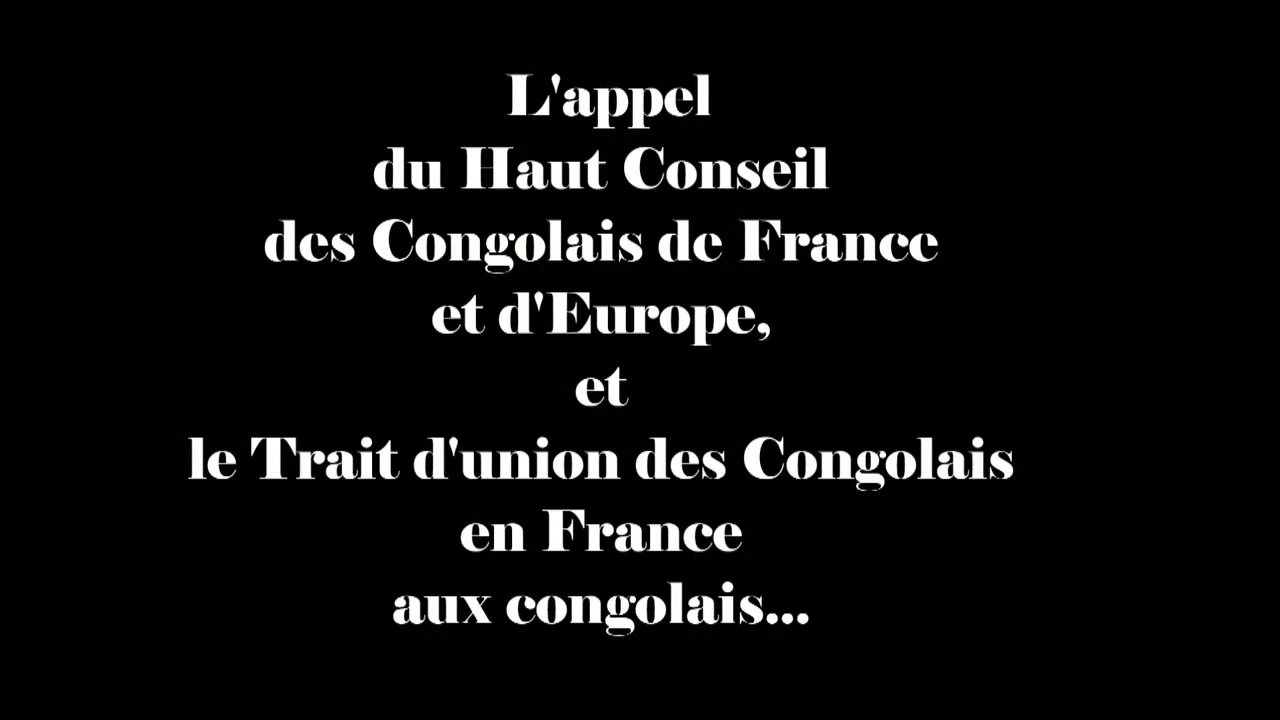 L'appel
du Haut Conseil
des Congolais de France
et d'Europe,
et
le Trait d'union des Congolais
en France
aux congolais...